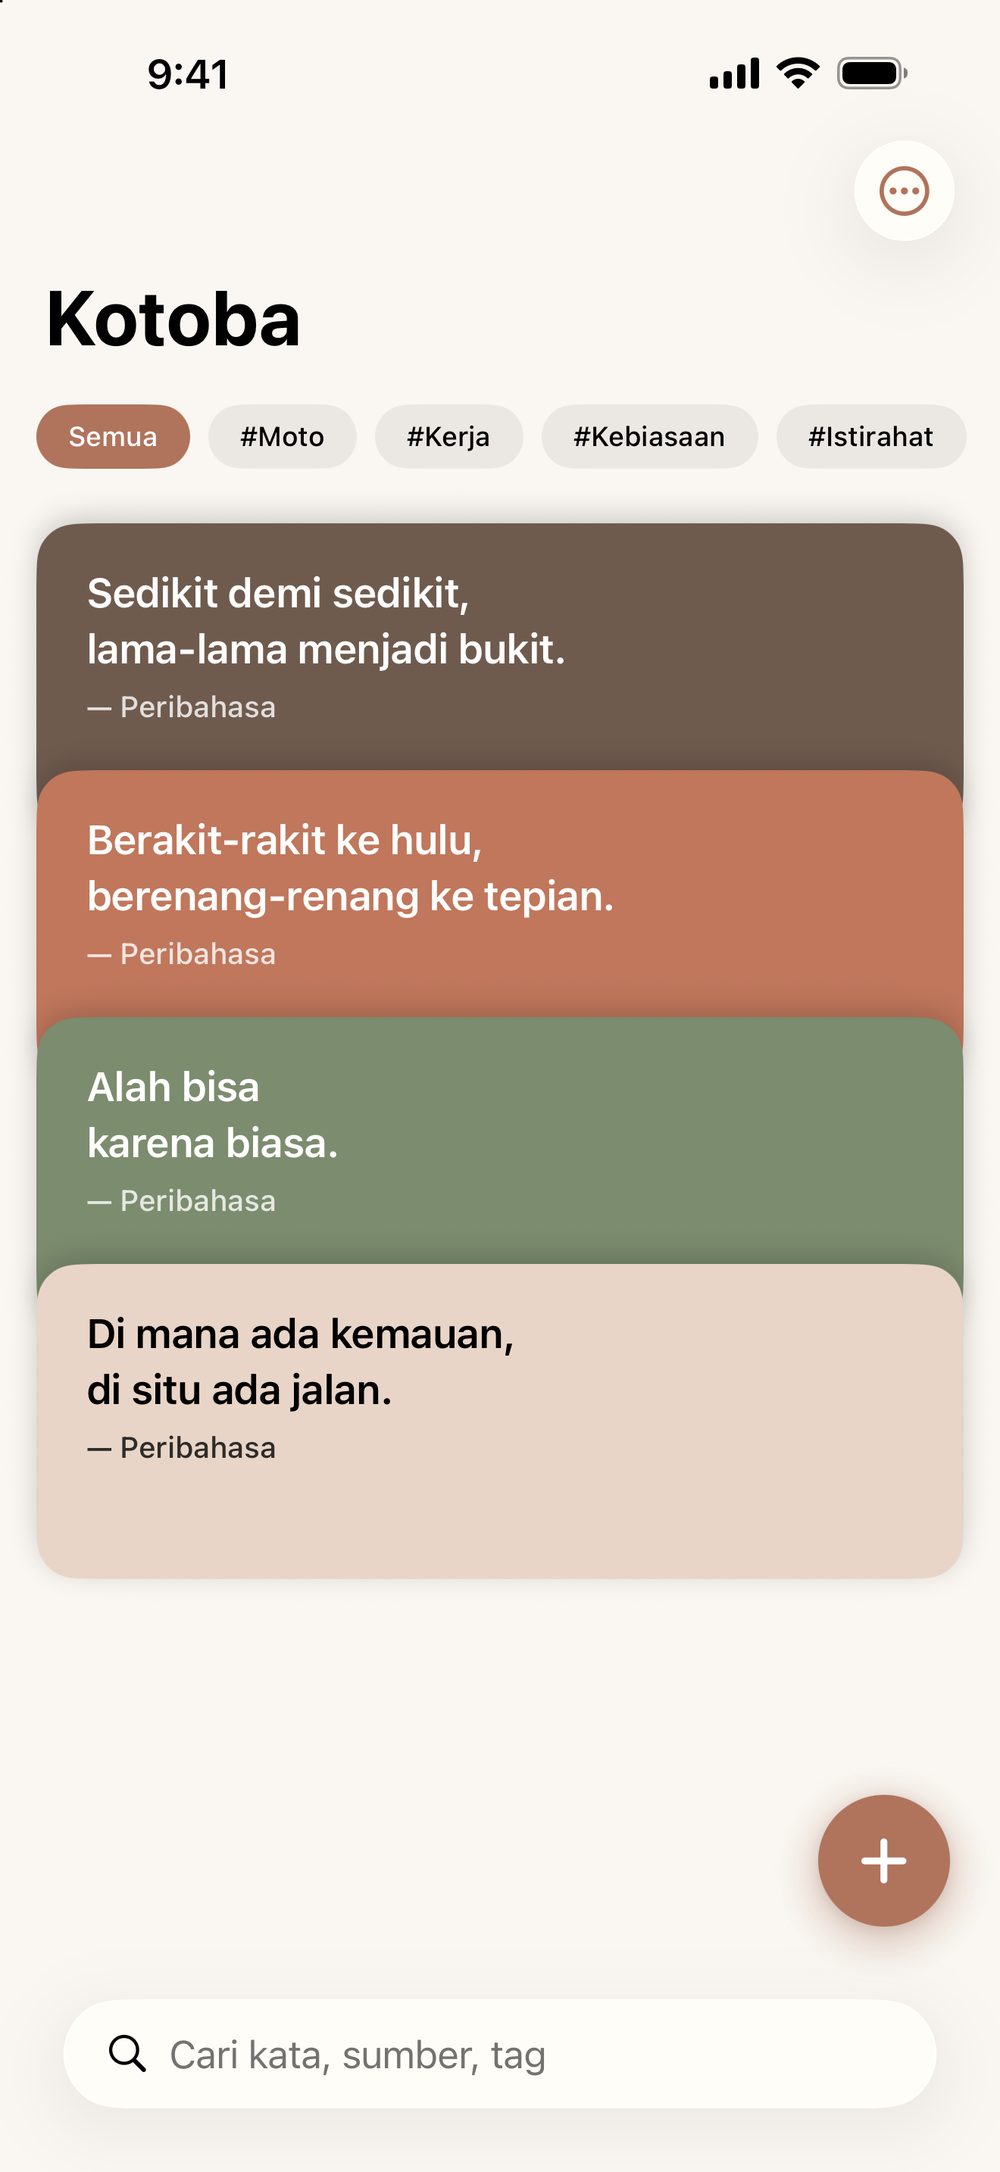 9:41
Kotoba
Semua
#Moto
#Kerja
#Kebiasaan
#Istirahat
Sedikit demi sedikit,
lama-lama menjadi bukit.
— Peribahasa
Berakit-rakit ke hulu,
berenang-renang ke tepian.
— Peribahasa
Alah bisa
karena biasa.
— Peribahasa
Di mana ada kemauan,
di situ ada jalan.
— Peribahasa
Cari kata, sumber, tag